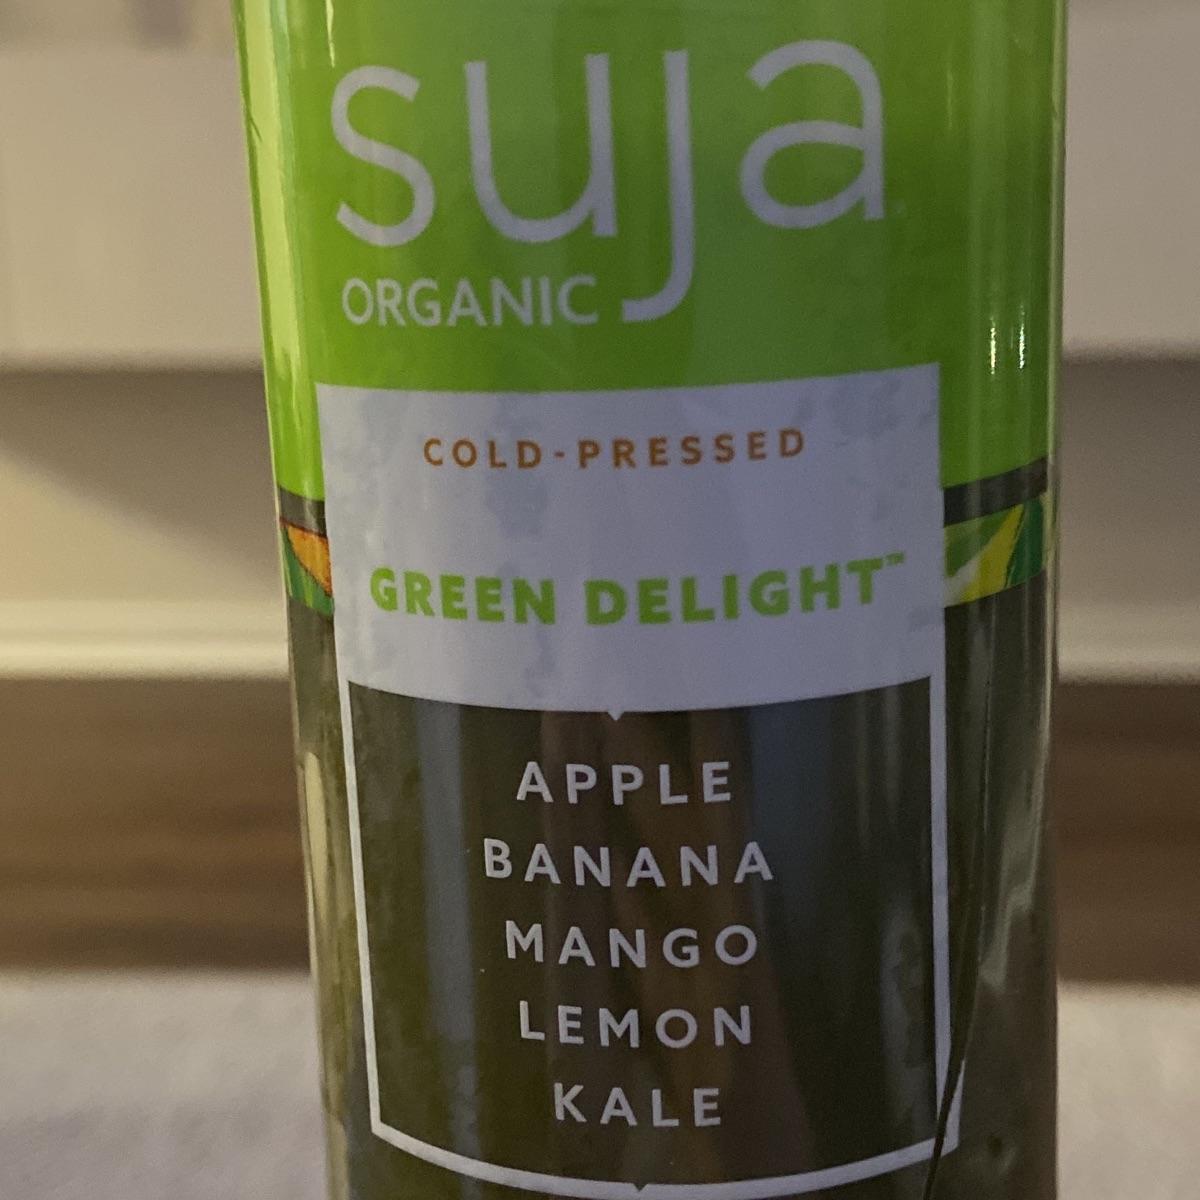 suja
ORGANIC
COLD-PRESSED
GREEN DELIGHT™
APPLE
BANANA
MANGO
LEMON
KALE